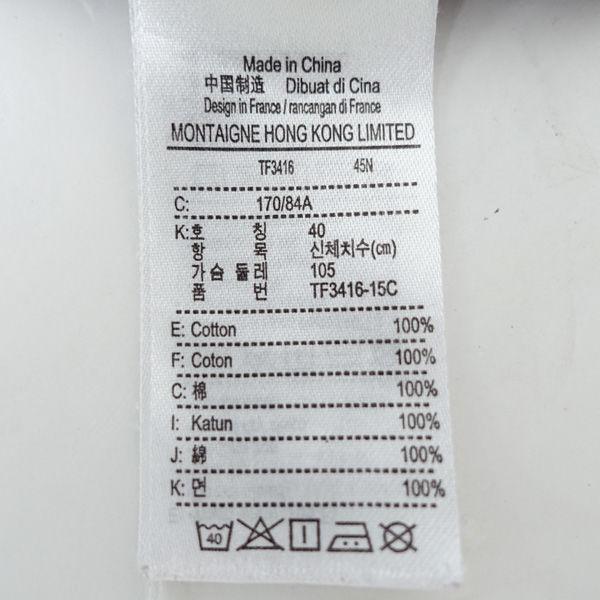 Made in China
中国制造 Dibuat di Cina
Design in France / rancangan di France
MONTAIGNE HONG KONG LIMITED
TF3416 45N
C: 170/84A
K: 호 칭 40
항 목 신체치수(㎝)
가슴 둘레 105
품 번 TF3416-15C
E: Cotton 100%
F: Coton 100%
C: 棉 100%
I: Katun 100%
J: 綿 100%
K: 면 100%
40